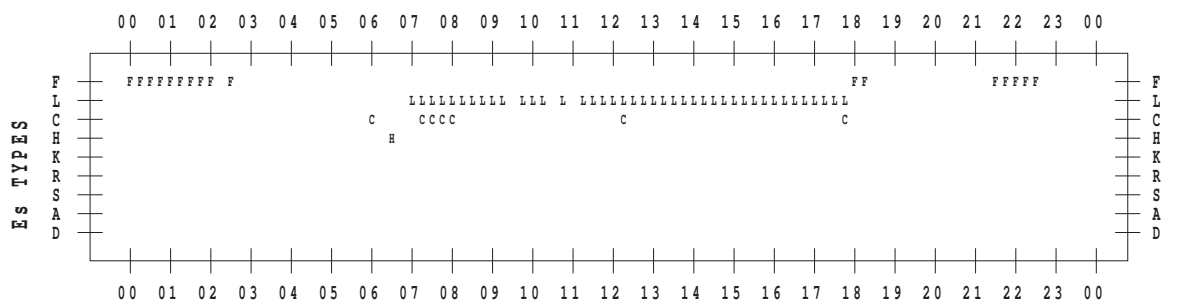 00 01 02 03 04 05 06 07 08 09 10 11 12 13 14 15 16 17 18 19 20 21 22 23 00
F FFFFFFFFF F FF FFFFF F
L LLLLLLLLLL LLL L LLLLLLLLLLLLLLLLLLLLLLLLLLL L
C C CCCC C C C
H H H
K K
R R
S S
A A
D D
Es TYPES
00 01 02 03 04 05 06 07 08 09 10 11 12 13 14 15 16 17 18 19 20 21 22 23 00